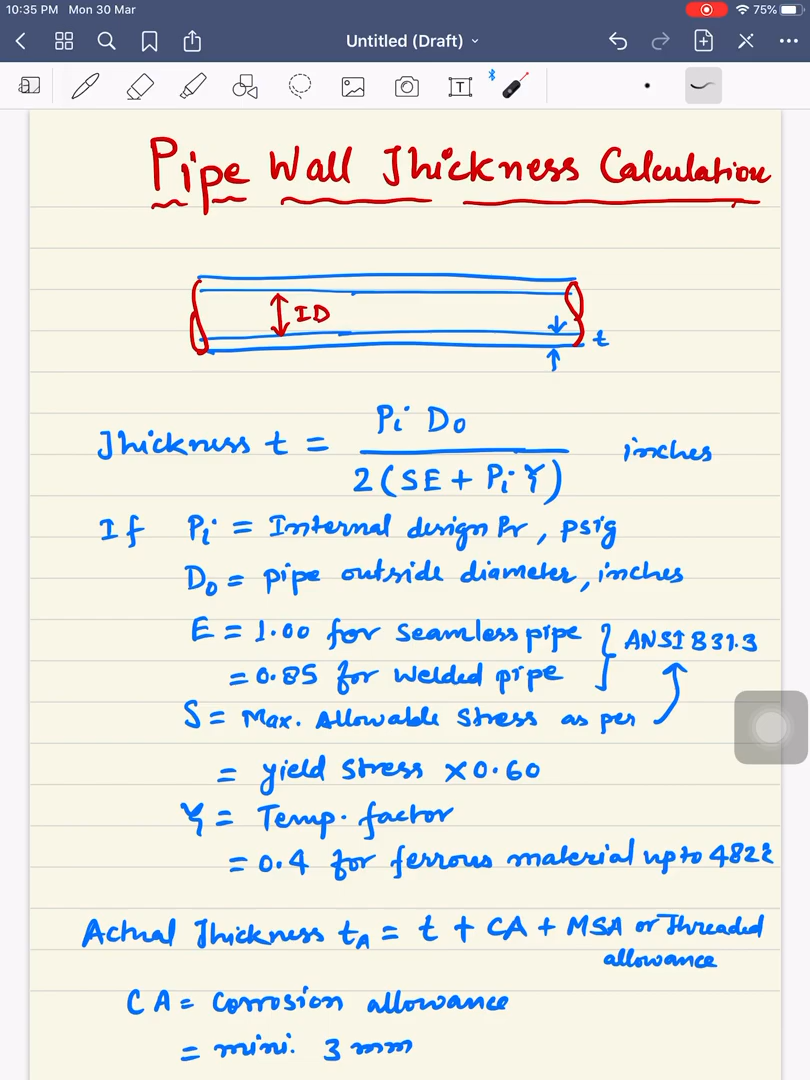 10:35 PM Mon 30 Mar 75%
Untitled (Draft)
T
Pipe Wall Thickness Calculation
ID
t
Thickness t = Pi Do / 2(SE + Pi Y) inches
If Pi = Internal design Pr, psig
Do = pipe outside diameter, inches
E = 1.00 for seamless pipe } ANSI B31.3
= 0.85 for welded pipe
S = Max. Allowable Stress as per
= yield stress x 0.60
Y = Temp. factor
= 0.4 for ferrous material upto 482
Actual Thickness tA = t + CA + MSA or Threaded
allowance
CA = Corrosion allowance
= mini. 3 mm